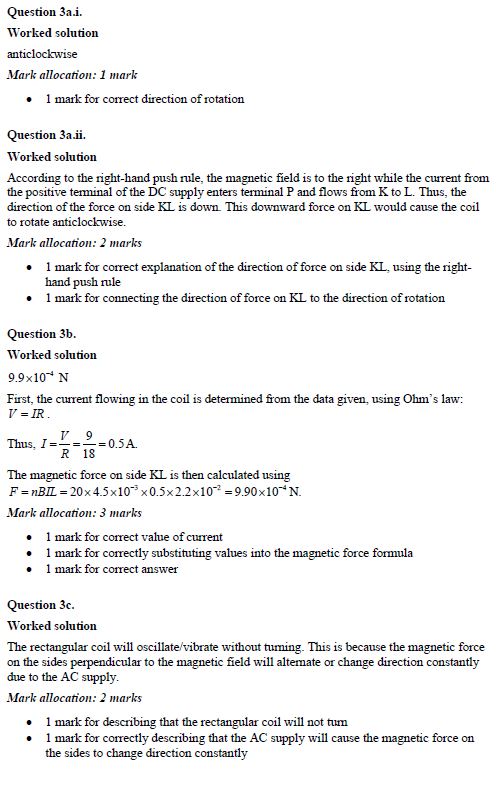 Question 3a.i.
Worked solution
anticlockwise
Mark allocation: 1 mark
• 1 mark for correct direction of rotation
Question 3a.ii.
Worked solution
According to the right-hand push rule, the magnetic field is to the right while the current from
the positive terminal of the DC supply enters terminal P and flows from K to L. Thus, the
direction of the force on side KL is down. This downward force on KL would cause the coil
to rotate anticlockwise.
Mark allocation: 2 marks
• 1 mark for correct explanation of the direction of force on side KL, using the right-
hand push rule
• 1 mark for connecting the direction of force on KL to the direction of rotation
Question 3b.
Worked solution
9.9×10⁻⁴ N
First, the current flowing in the coil is determined from the data given, using Ohm's law:
V = IR.
Thus, I = V/R = 9/18 = 0.5 A.
The magnetic force on side KL is then calculated using
F = nBIL = 20×4.5×10⁻³×0.5×2.2×10⁻² = 9.90×10⁻⁴ N.
Mark allocation: 3 marks
• 1 mark for correct value of current
• 1 mark for correctly substituting values into the magnetic force formula
• 1 mark for correct answer
Question 3c.
Worked solution
The rectangular coil will oscillate/vibrate without turning. This is because the magnetic force
on the sides perpendicular to the magnetic field will alternate or change direction constantly
due to the AC supply.
Mark allocation: 2 marks
• 1 mark for describing that the rectangular coil will not turn
• 1 mark for correctly describing that the AC supply will cause the magnetic force on
the sides to change direction constantly